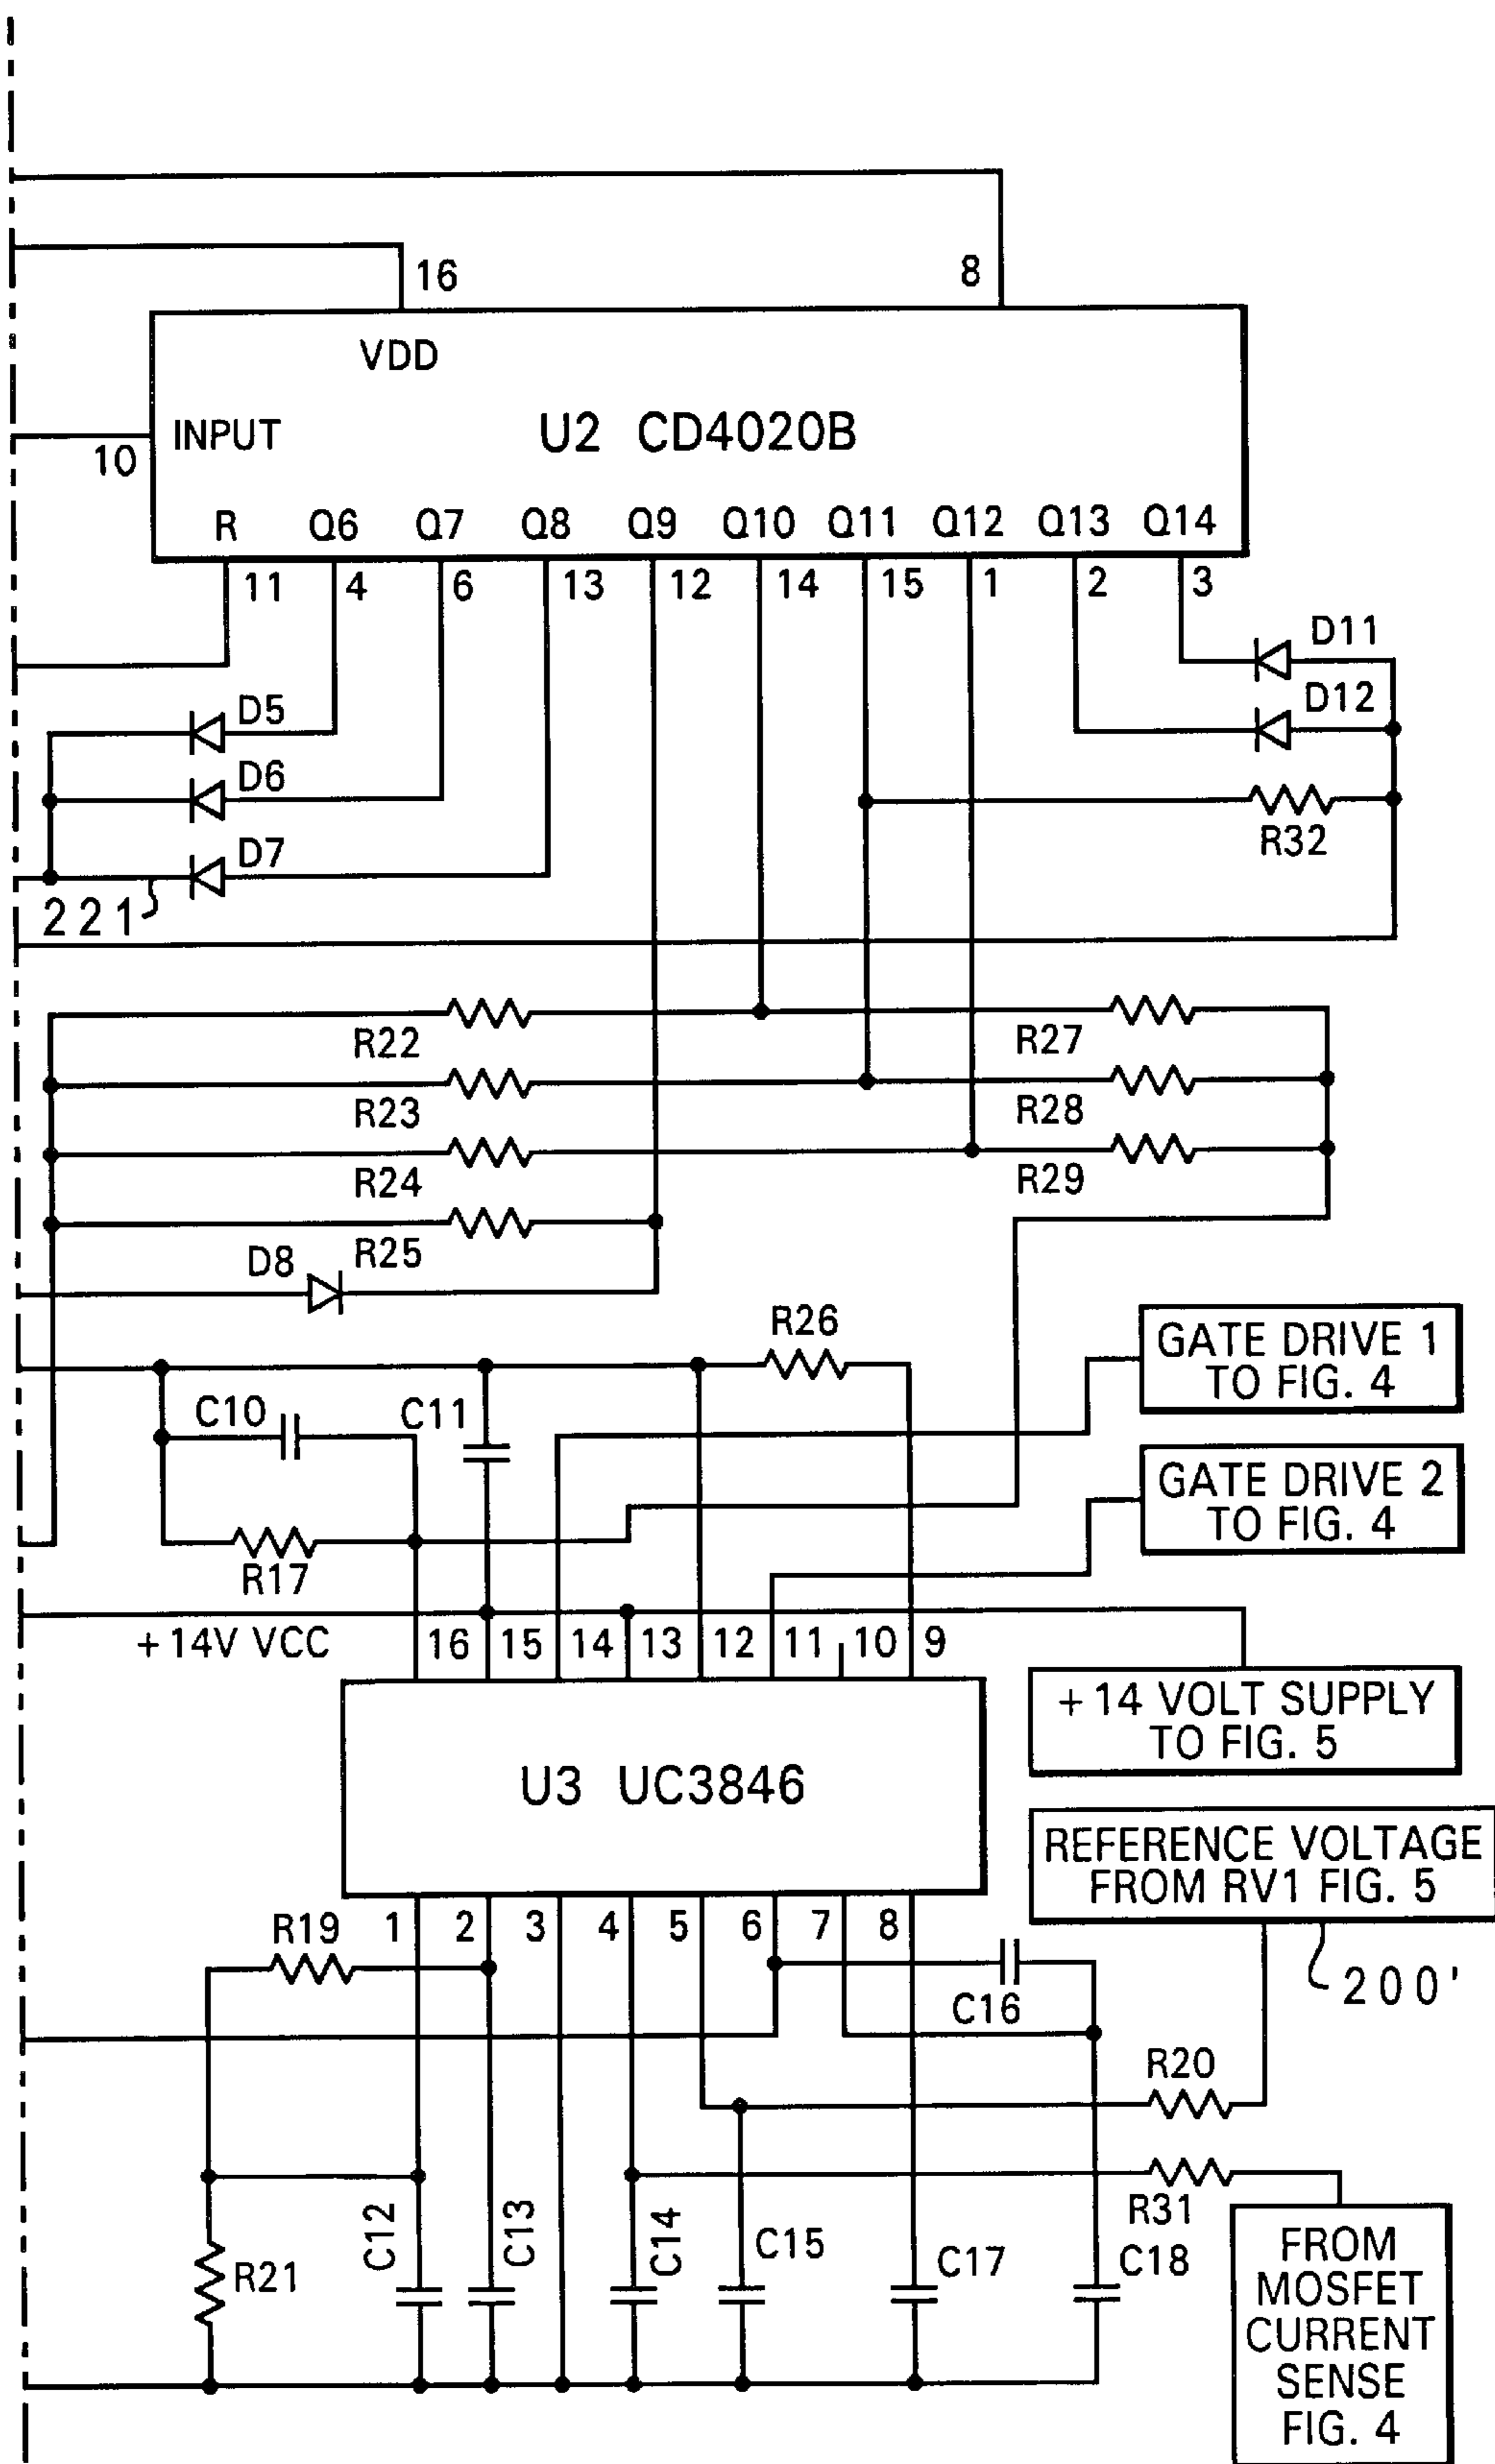 16
8
VDD
INPUT
U2 CD4020B
10
R Q6 Q7 Q8 Q9 Q10 Q11 Q12 Q13 Q14
11 4 6 13 12 14 15 1 2 3
D11
D12
D5
D6
R32
D7
221
R22
R27
R23
R28
R24
R29
R25
D8
R26
GATE DRIVE 1
TO FIG. 4
C10
C11
GATE DRIVE 2
TO FIG. 4
R17
+14V VCC
16 15 14 13 12 11 10 9
+14 VOLT SUPPLY
TO FIG. 5
U3 UC3846
REFERENCE VOLTAGE
FROM RV1 FIG. 5
R19
1 2 3 4 5 6 7 8
200'
C16
R20
R31
C12
C13
C14
C15
C17
C18
R21
FROM
MOSFET
CURRENT
SENSE
FIG. 4